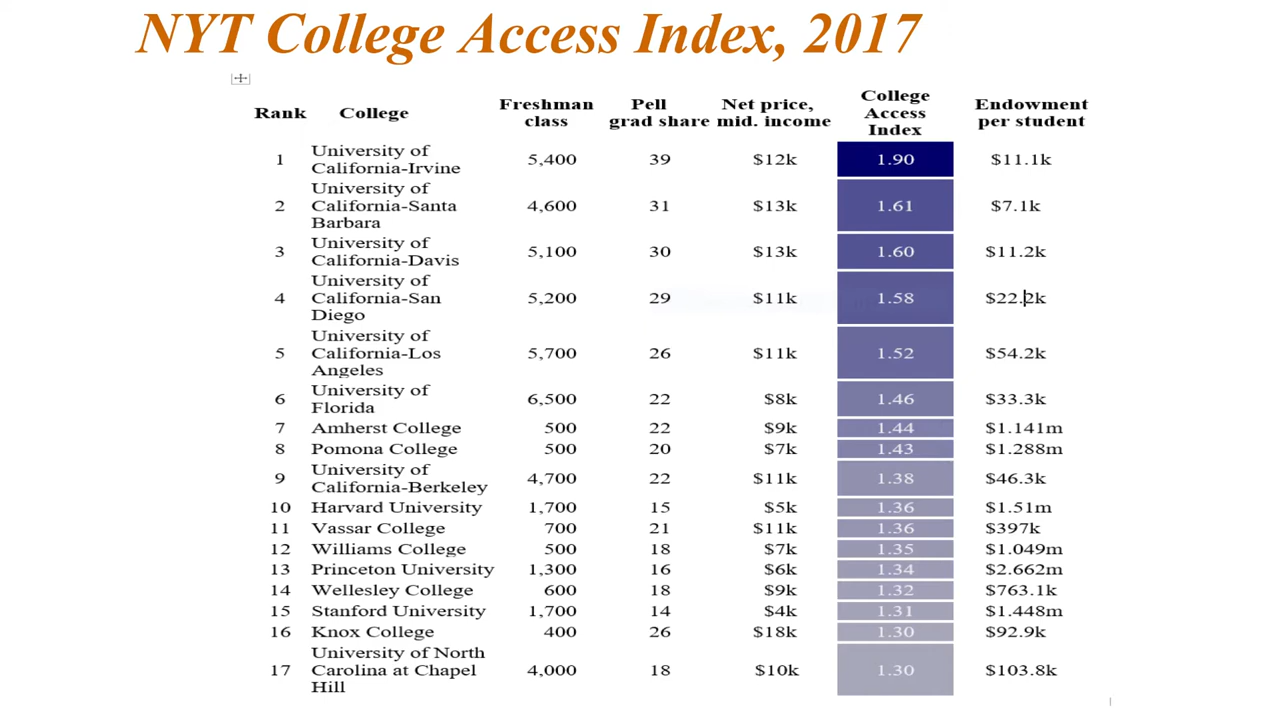 NYT College Access Index, 2017
Rank College Freshman class Pell grad share Net price, mid. income College Access Index Endowment per student
1 University of California-Irvine 5,400 39 $12k 1.90 $11.1k
2 University of California-Santa Barbara 4,600 31 $13k 1.61 $7.1k
3 University of California-Davis 5,100 30 $13k 1.60 $11.2k
4 University of California-San Diego 5,200 29 $11k 1.58 $22.2k
5 University of California-Los Angeles 5,700 26 $11k 1.52 $54.2k
6 University of Florida 6,500 22 $8k 1.46 $33.3k
7 Amherst College 500 22 $9k 1.44 $1.141m
8 Pomona College 500 20 $7k 1.43 $1.288m
9 University of California-Berkeley 4,700 22 $11k 1.38 $46.3k
10 Harvard University 1,700 15 $5k 1.36 $1.51m
11 Vassar College 700 21 $11k 1.36 $397k
12 Williams College 500 18 $7k 1.35 $1.049m
13 Princeton University 1,300 16 $6k 1.34 $2.662m
14 Wellesley College 600 18 $9k 1.32 $763.1k
15 Stanford University 1,700 14 $4k 1.31 $1.448m
16 Knox College 400 26 $18k 1.30 $92.9k
17 University of North Carolina at Chapel Hill 4,000 18 $10k 1.30 $103.8k